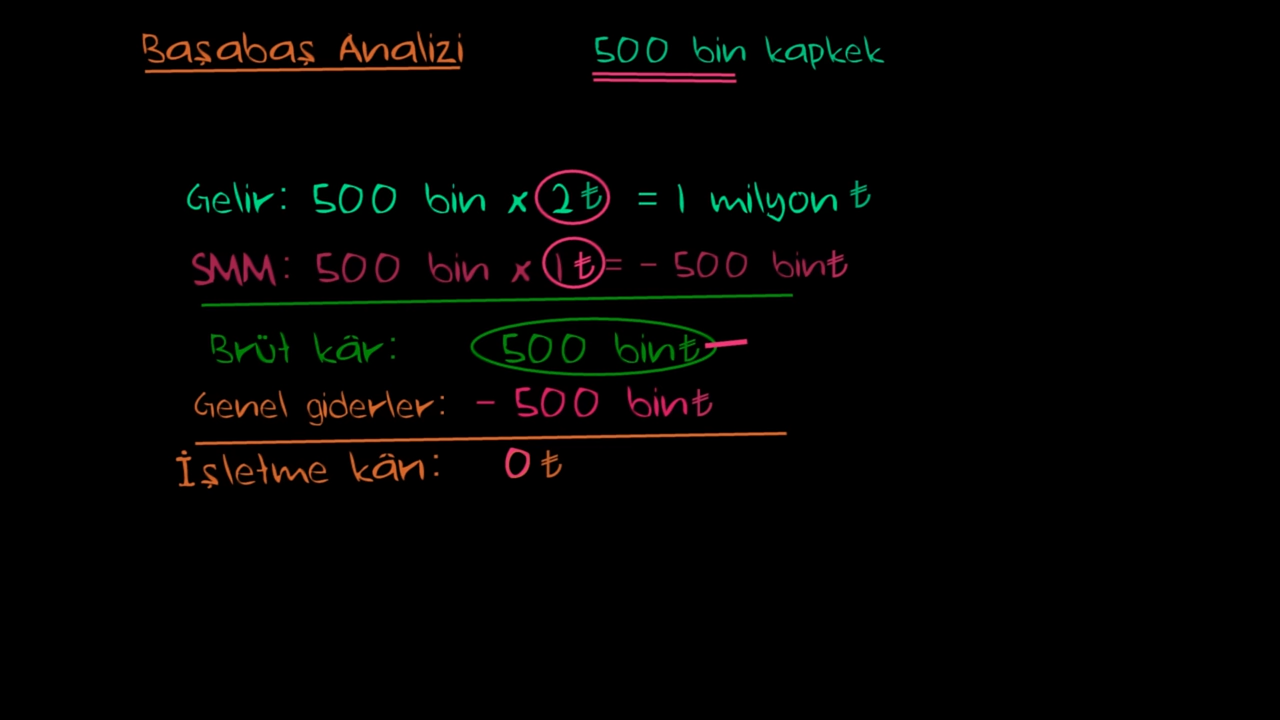 Başabaş Analizi
500 bin kapkek
Gelir: 500 bin x 2₺ = 1 milyon ₺
SMM: 500 bin x 1₺ = - 500 bin₺
Brüt kâr: 500 bin₺ -
Genel giderler: - 500 bin₺
İşletme kârı: 0₺